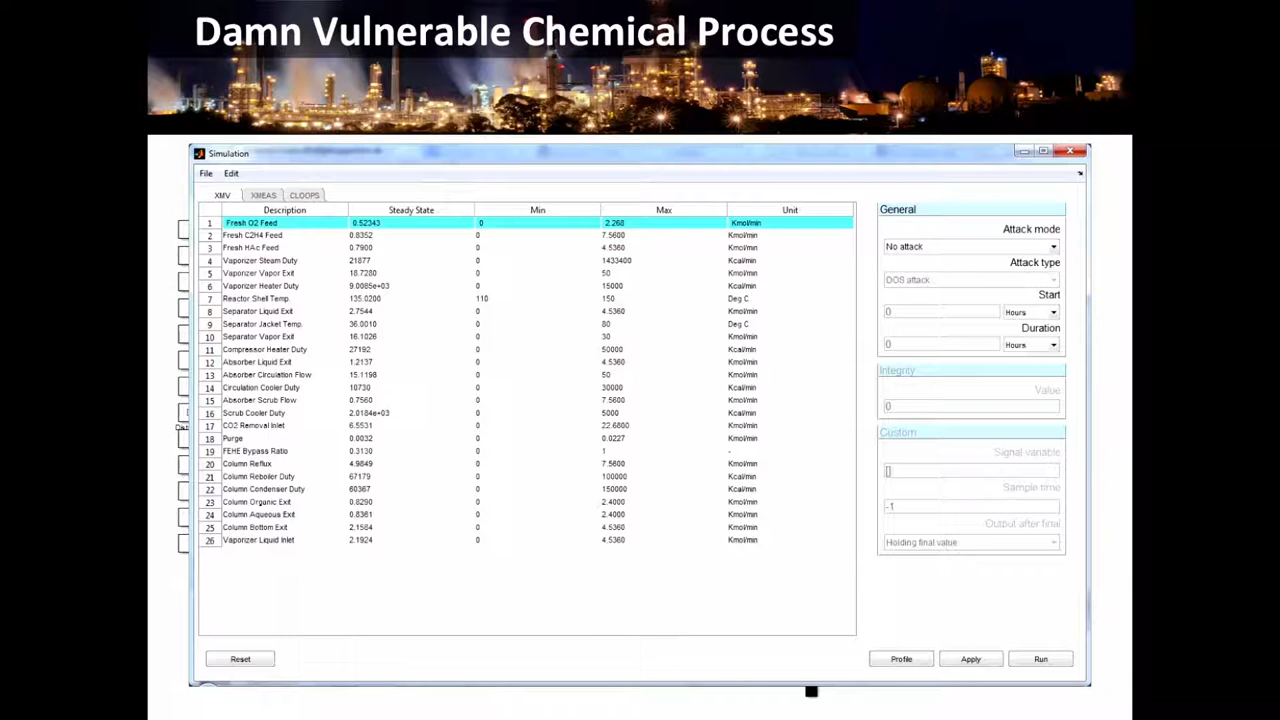 Damn Vulnerable Chemical Process
Simulation
File Edit
XMV XMEAS CLOOPS
Description Steady State Min Max Unit
1 Fresh O2 Feed 0.52343 0 2.268 Kmol/min
2 Fresh C2H4 Feed 0.8352 0 7.5600 Kmol/min
3 Fresh HAc Feed 0.7900 0 4.5360 Kmol/min
4 Vaporizer Steam Duty 21877 0 1433400 Kcal/min
5 Vaporizer Vapor Exit 18.7280 0 50 Kmol/min
6 Vaporizer Heater Duty 9.0085e+03 0 15000 Kcal/min
7 Reactor Shell Temp. 135.0200 110 150 Deg C
8 Separator Liquid Exit 2.7544 0 4.5360 Kmol/min
9 Separator Jacket Temp. 36.0010 0 80 Deg C
10 Separator Vapor Exit 16.1026 0 30 Kmol/min
11 Compressor Heater Duty 27192 0 50000 Kcal/min
12 Absorber Liquid Exit 1.2137 0 4.5360 Kmol/min
13 Absorber Circulation Flow 15.1198 0 50 Kmol/min
14 Circulation Cooler Duty 10730 0 30000 Kcal/min
15 Absorber Scrub Flow 0.7560 0 7.5600 Kmol/min
16 Scrub Cooler Duty 2.0184e+03 0 5000 Kcal/min
17 CO2 Removal Inlet 6.5531 0 22.6800 Kmol/min
18 Purge 0.0032 0 0.0227 Kmol/min
19 FEHE Bypass Ratio 0.3130 0 1 -
20 Column Reflux 4.9849 0 7.5600 Kmol/min
21 Column Reboiler Duty 67179 0 100000 Kcal/min
22 Column Condenser Duty 60367 0 150000 Kcal/min
23 Column Organic Exit 0.8290 0 2.4000 Kmol/min
24 Column Aqueous Exit 0.8361 0 2.4000 Kmol/min
25 Column Bottom Exit 2.1584 0 4.5360 Kmol/min
26 Vaporizer Liquid Inlet 2.1924 0 4.5360 Kmol/min
General
Attack mode
No attack
Attack type
DOS attack
Start
0 Hours
Duration
0 Hours
Integrity
Value
0
Custom
Signal variable
[]
Sample time
-1
Output after final
Holding final value
Reset Profile Apply Run